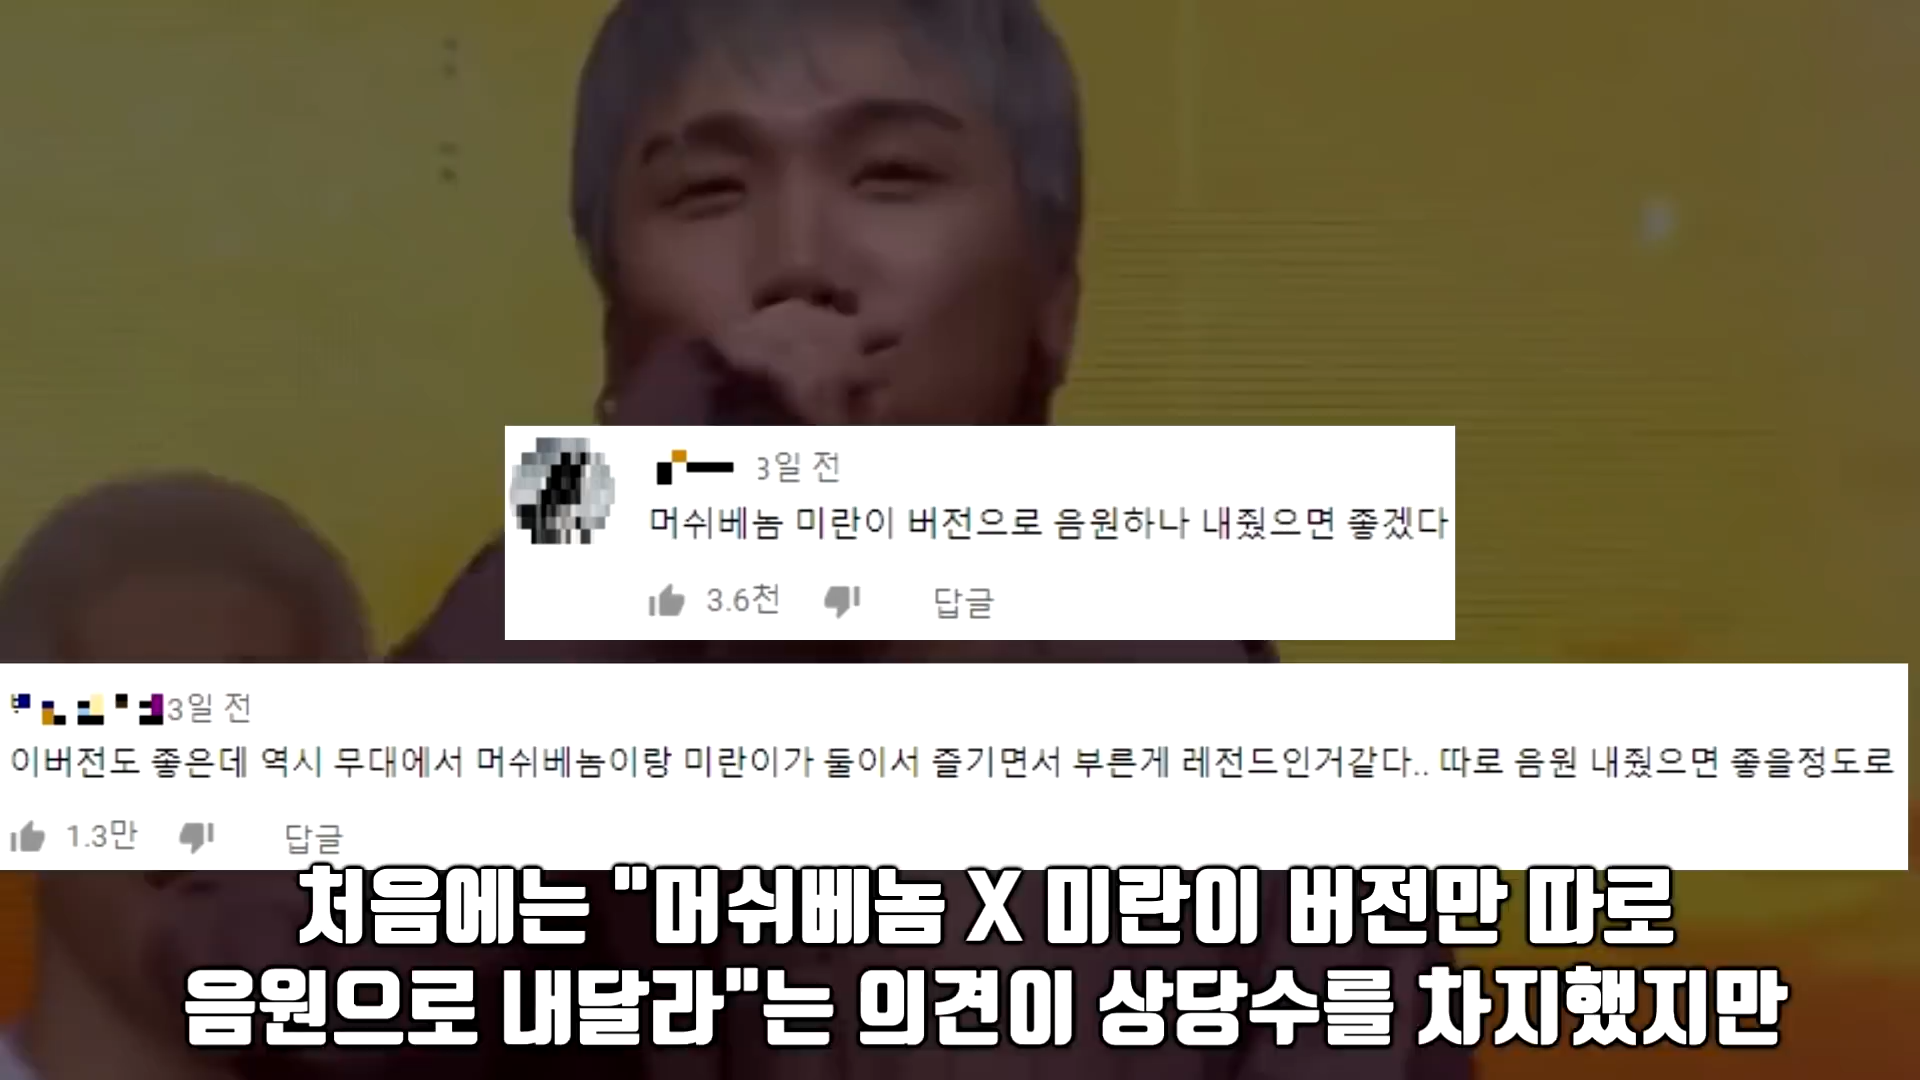 3일 전
머쉬베놈 미란이 버전으로 음원하나 내줬으면 좋겠다
3.6천 답글
3일 전
이버전도 좋은데 역시 무대에서 머쉬베놈이랑 미란이가 둘이서 즐기면서 부른게 레전드인거같다.. 따로 음원 내줬으면 좋을정도로
1.3만 답글
처음에는 "머쉬베놈 X 미란이 버전만 따로
음원으로 내달라"는 의견이 상당수를 차지했지만